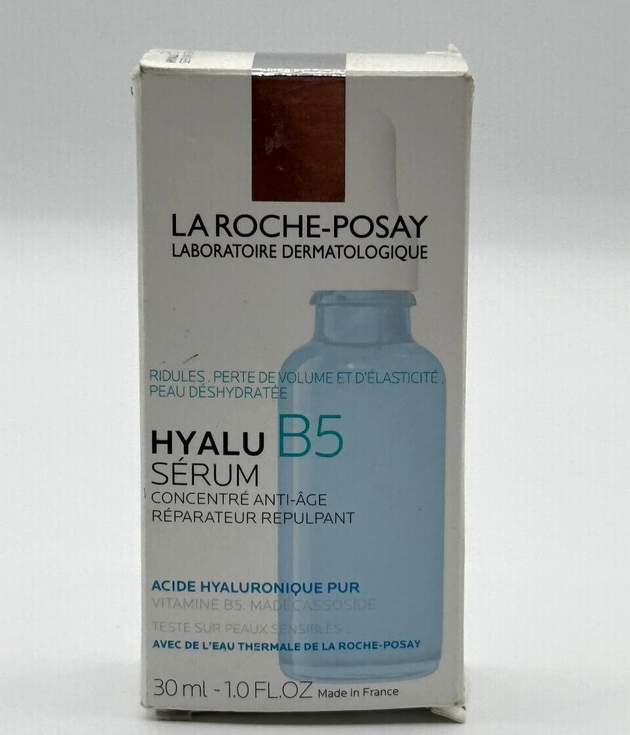 LA ROCHE-POSAY
LABORATOIRE DERMATOLOGIQUE
RIDULES . PERTE DE VOLUME ET D'ÉLASTICITÉ .
PEAU DÉSHYDRATÉE
HYALU B5
SÉRUM
CONCENTRÉ ANTI-ÂGE
RÉPARATEUR REPULPANT
ACIDE HYALURONIQUE PUR
VITAMINE B5. MADÉCASSOSIDE
TESTÉ SUR PEAUX SENSIBLES .
AVEC DE L'EAU THERMALE DE LA ROCHE-POSAY
30 ml - 1.0 FL.OZ Made in France